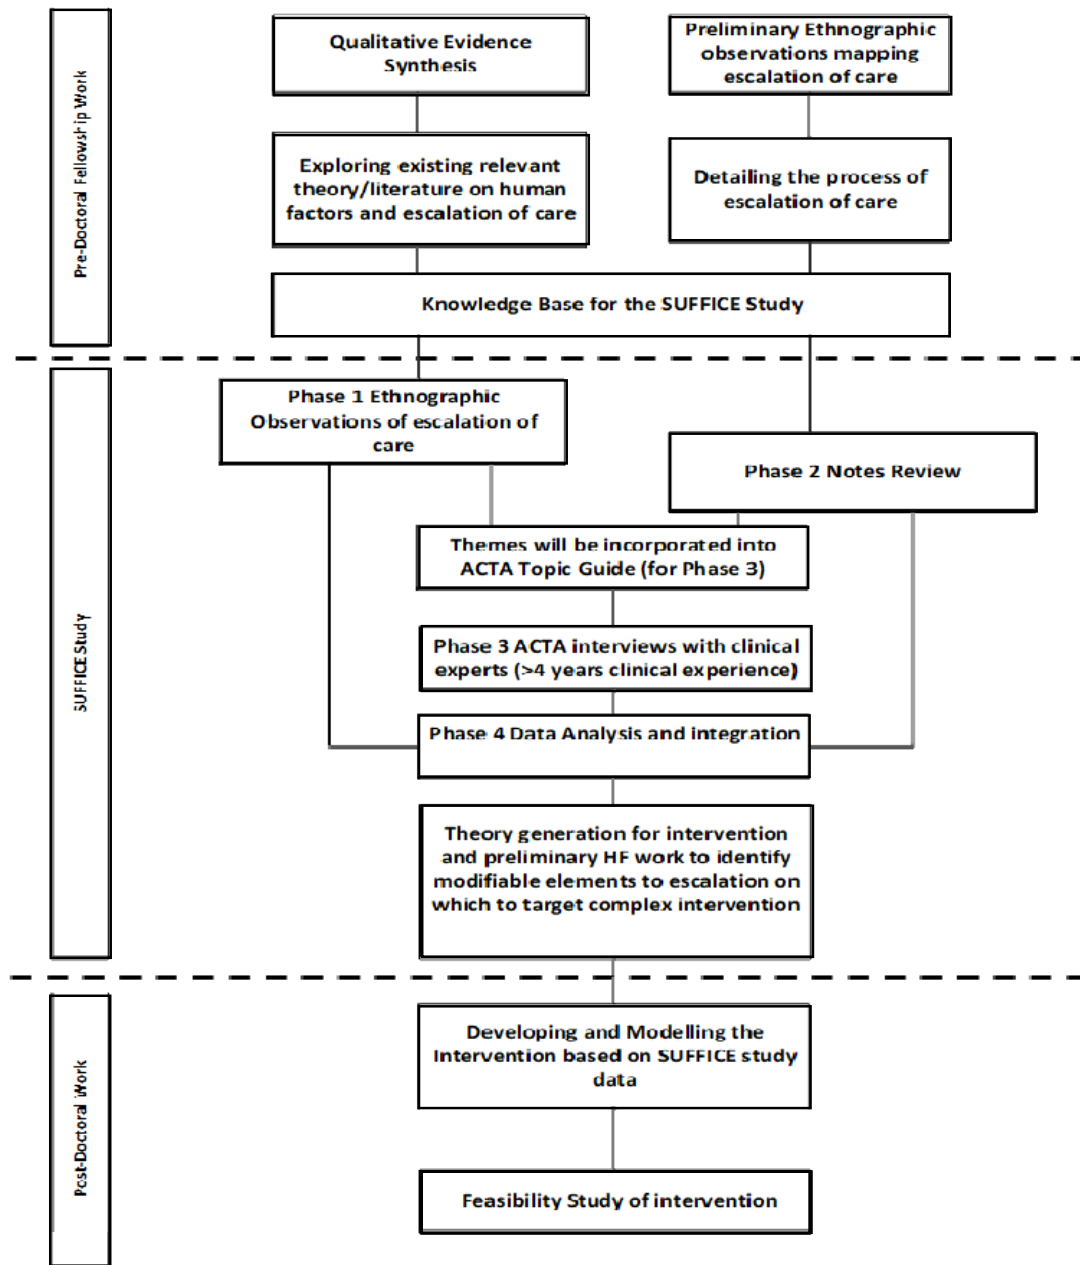 Pre-Doctoral Fellowship Work
Qualitative Evidence
Synthesis
Preliminary Ethnographic
observations mapping
escalation of care
Exploring existing relevant
theory/literature on human
factors and escalation of care
Detailing the process of
escalation of care
Knowledge Base for the SUFFICE Study
SUFFICE Study
Phase 1 Ethnographic
Observations of escalation of
care
Phase 2 Notes Review
Themes will be incorporated into
ACTA Topic Guide (for Phase 3)
Phase 3 ACTA interviews with clinical
experts (>4 years clinical experience)
Phase 4 Data Analysis and integration
Theory generation for intervention
and preliminary HF work to identify
modifiable elements to escalation on
which to target complex intervention
Post-Doctoral Work
Developing and Modelling the
Intervention based on SUFFICE study
data
Feasibility Study of intervention